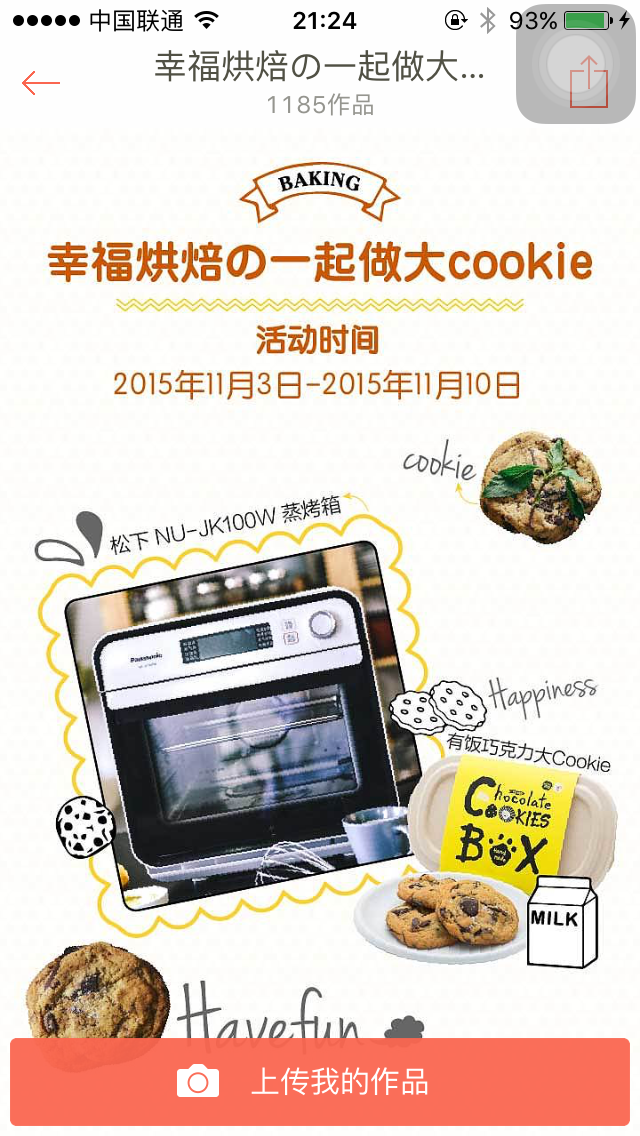 中国联通
21:24
93%
幸福烘焙の一起做大...
1185作品
BAKING
幸福烘焙の一起做大cookie
活动时间
2015年11月3日-2015年11月10日
cookie
松下 NU-JK100W 蒸烤箱
Panasonic
Happiness
有饭巧克力大Cookie
Chocolate
COOKIES
BOX
MILK
Have fun
上传我的作品